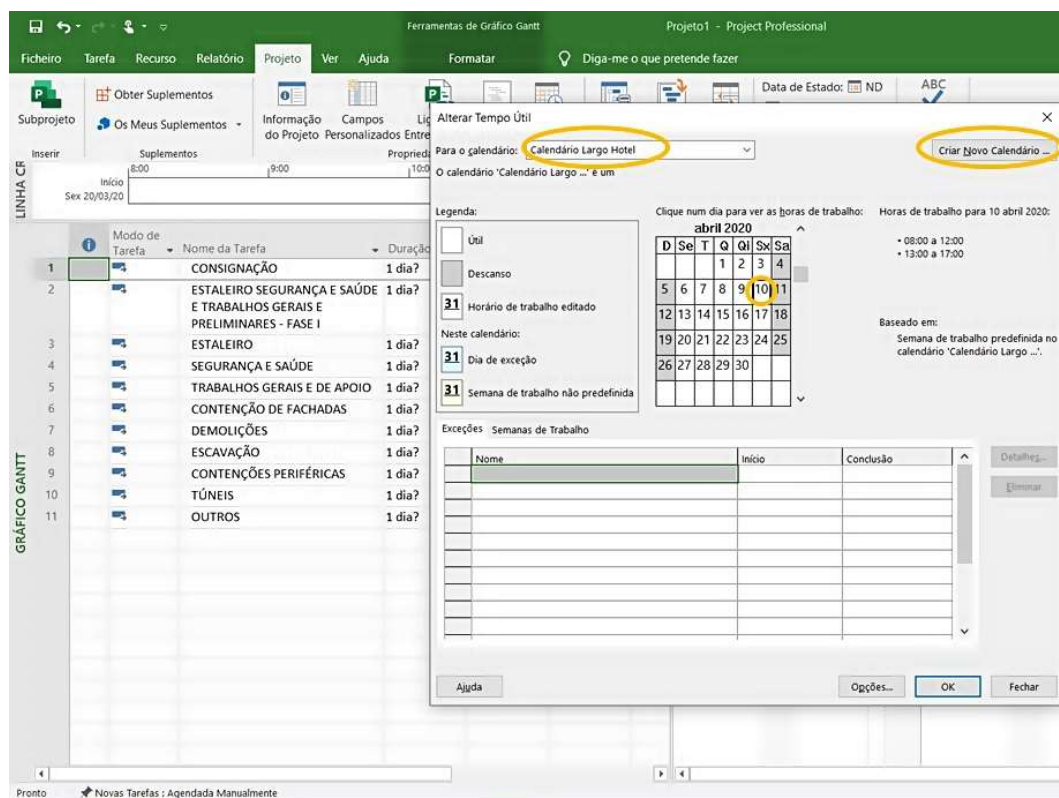 Ferramentas de Gráfico Gantt
Projeto1 - Project Professional
Ficheiro Tarefa Recurso Relatório Projeto Ver Ajuda Formatar Diga-me o que pretende fazer
Subprojeto
Obter Suplementos
Os Meus Suplementos
Informação do Projeto
Campos Personalizados
Data de Estado: ND
ABC
Inserir
Suplementos
LINHA
Início
Sex 20/03/20
8:00
9:00
Alterar Tempo Útil
Para o calendário: Calendário Largo Hotel
Criar Novo Calendário ...
O calendário 'Calendário Largo ...' é um
Legenda:
Útil
Descanso
31 Horário de trabalho editado
Neste calendário:
31 Dia de exceção
31 Semana de trabalho não predefinida
Clique num dia para ver as horas de trabalho:
abril 2020
D Se T Q Qi Sx Sa
1 2 3 4
5 6 7 8 9 10 11
12 13 14 15 16 17 18
19 20 21 22 23 24 25
26 27 28 29 30
Horas de trabalho para 10 abril 2020:
• 08:00 a 12:00
• 13:00 a 17:00
Baseado em:
Semana de trabalho predefinida no
calendário 'Calendário Largo ...'.
Exceções Semanas de Trabalho
Nome Início Conclusão
Detalhes...
Eliminar
Ajuda Opções... OK Fechar
GRÁFICO GANTT
Modo de Tarefa Nome da Tarefa Duração
1 CONSIGNAÇÃO 1 dia?
2 ESTALEIRO SEGURANÇA E SAÚDE 1 dia?
E TRABALHOS GERAIS E
PRELIMINARES - FASE I
3 ESTALEIRO 1 dia?
4 SEGURANÇA E SAÚDE 1 dia?
5 TRABALHOS GERAIS E DE APOIO 1 dia?
6 CONTENÇÃO DE FACHADAS 1 dia?
7 DEMOLIÇÕES 1 dia?
8 ESCAVAÇÃO 1 dia?
9 CONTENÇÕES PERIFÉRICAS 1 dia?
10 TÚNEIS 1 dia?
11 OUTROS 1 dia?
Pronto Novas Tarefas : Agendada Manualmente